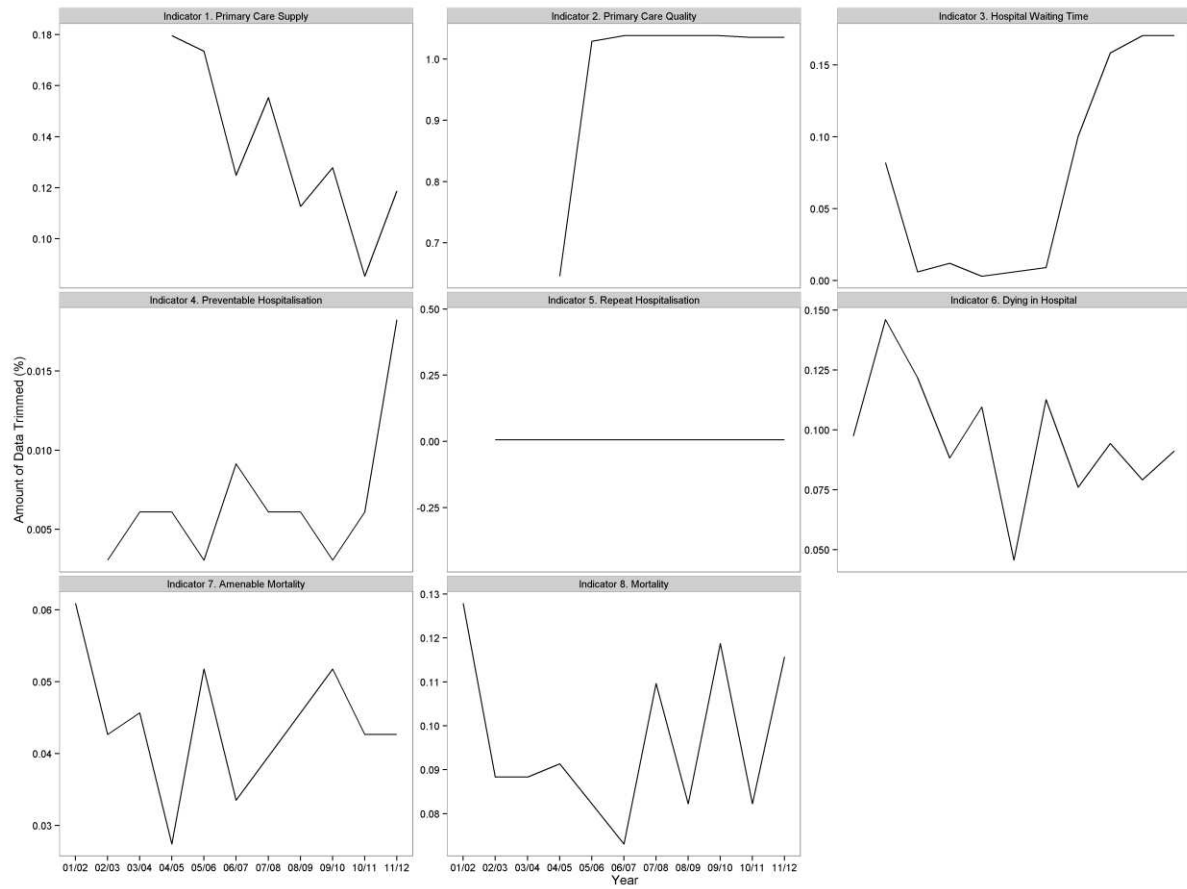 Indicator 1. Primary Care Supply
Indicator 2. Primary Care Quality
Indicator 3. Hospital Waiting Time
0.18
0.16
0.14
0.12
0.10
1.0
0.9
0.8
0.7
0.15
0.10
0.05
0.00
Indicator 4. Preventable Hospitalisation
Indicator 5. Repeat Hospitalisation
Indicator 6. Dying in Hospital
Amount of Data Trimmed (%)
0.015
0.010
0.005
0.50
0.25
0.00
-0.25
0.150
0.125
0.100
0.075
0.050
Indicator 7. Amenable Mortality
Indicator 8. Mortality
0.06
0.05
0.04
0.03
0.13
0.12
0.11
0.10
0.09
0.08
01/02 02/03 03/04 04/05 05/06 06/07 07/08 08/09 09/10 10/11 11/12
01/02 02/03 03/04 04/05 05/06 06/07 07/08 08/09 09/10 10/11 11/12
Year